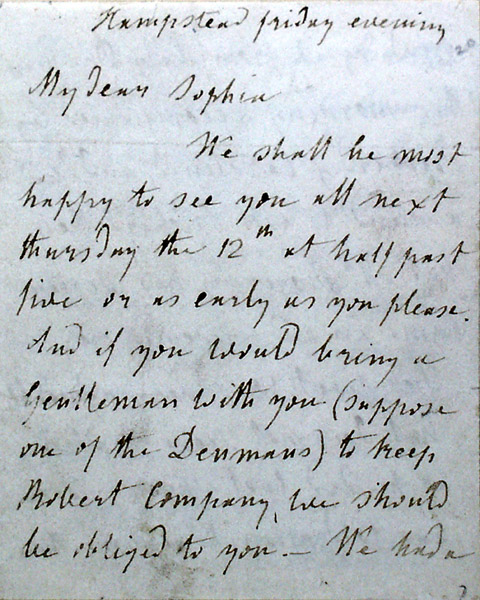 Hampstead friday evening
20
My dear Sophia
We shall be most
happy to see you all next
thursday the 12th at half past
five or as early as you please.
And if you would bring a
Gentleman with you (suppose
one of the Denmans) to keep
Robert Company, we should
be obliged to you. — We had a